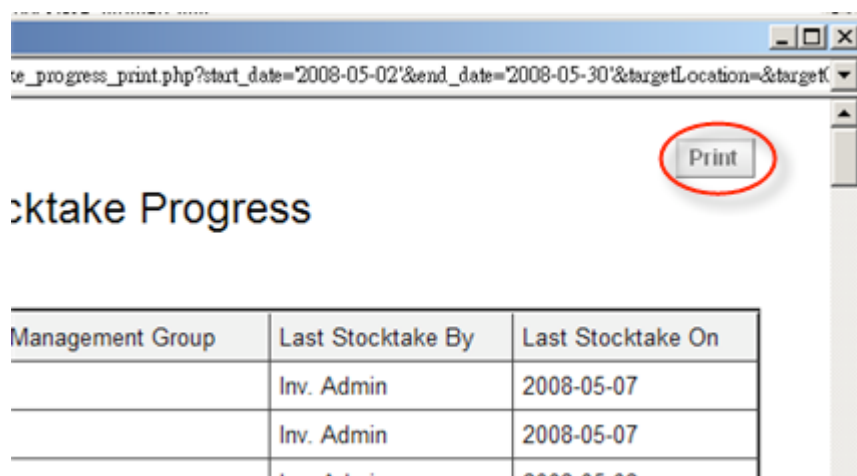 ke_progress_print.php?start_date='2008-05-02'&end_date='2008-05-30'&targetLocation=&target
Print
cktake Progress
Management Group Last Stocktake By Last Stocktake On
Inv. Admin 2008-05-07
Inv. Admin 2008-05-07